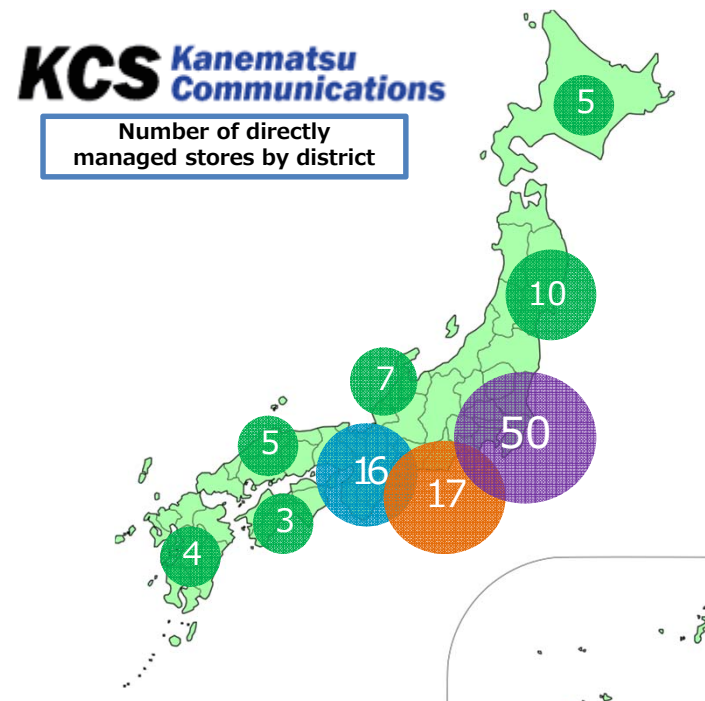 KCS Kanematsu
Communications
Number of directly
managed stores by district
5
10
7
50
5
16
17
3
4